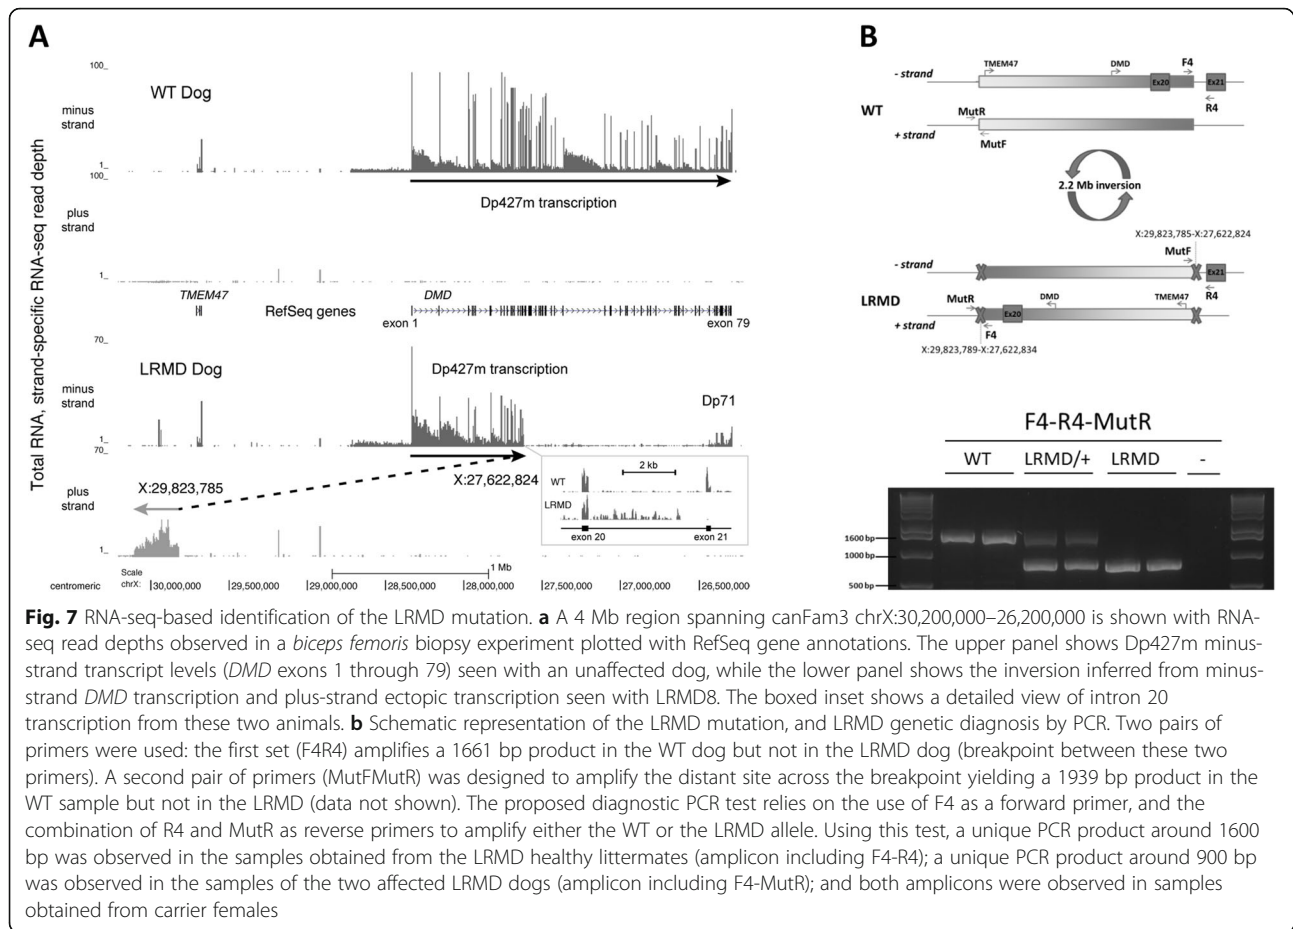 A
100_
WT Dog
minus
strand
1_
100_
Dp427m transcription
plus
strand
1_
Total RNA, strand-specific RNA-seq read depth
TMEM47
RefSeq genes
DMD
exon 1
exon 79
70_
LRMD Dog
Dp427m transcription
minus
strand
Dp71
1_
70_
X:29,823,785
X:27,622,824
plus
strand
1_
2 kb
WT
LRMD
exon 20
exon 21
Scale
1 Mb
centromeric
chrX:
|30,000,000
|29,500,000
|29,000,000
|28,500,000
|28,000,000
|27,500,000
|27,000,000
|26,500,000
B
- strand
TMEM47
DMD
F4
Ex20
Ex21
R4
WT
MutR
+ strand
MutF
2.2 Mb inversion
X:29,823,785-X:27,622,824
MutF
- strand
Ex21
R4
LRMD
MutR
DMD
TMEM47
Ex20
+ strand
F4
X:29,823,789-X:27,622,834
F4-R4-MutR
WT LRMD/+ LRMD -
1600 bp
1000 bp
500 bp
Fig. 7 RNA-seq-based identification of the LRMD mutation. a A 4 Mb region spanning canFam3 chrX:30,200,000–26,200,000 is shown with RNA-
seq read depths observed in a biceps femoris biopsy experiment plotted with RefSeq gene annotations. The upper panel shows Dp427m minus-
strand transcript levels (DMD exons 1 through 79) seen with an unaffected dog, while the lower panel shows the inversion inferred from minus-
strand DMD transcription and plus-strand ectopic transcription seen with LRMD8. The boxed inset shows a detailed view of intron 20
transcription from these two animals. b Schematic representation of the LRMD mutation, and LRMD genetic diagnosis by PCR. Two pairs of
primers were used: the first set (F4R4) amplifies a 1661 bp product in the WT dog but not in the LRMD dog (breakpoint between these two
primers). A second pair of primers (MutFMutR) was designed to amplify the distant site across the breakpoint yielding a 1939 bp product in the
WT sample but not in the LRMD (data not shown). The proposed diagnostic PCR test relies on the use of F4 as a forward primer, and the
combination of R4 and MutR as reverse primers to amplify either the WT or the LRMD allele. Using this test, a unique PCR product around 1600
bp was observed in the samples obtained from the LRMD healthy littermates (amplicon including F4-R4); a unique PCR product around 900 bp
was observed in the samples of the two affected LRMD dogs (amplicon including F4-MutR); and both amplicons were observed in samples
obtained from carrier females